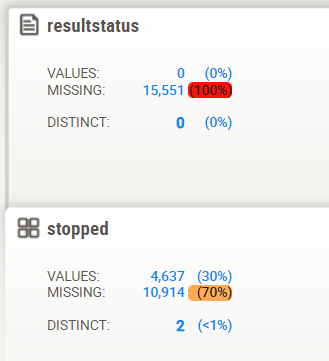 resultstatus
VALUES: 0 (0%)
MISSING: 15,551 (100%)
DISTINCT: 0 (0%)
stopped
VALUES: 4,637 (30%)
MISSING: 10,914 (70%)
DISTINCT: 2 (<1%)